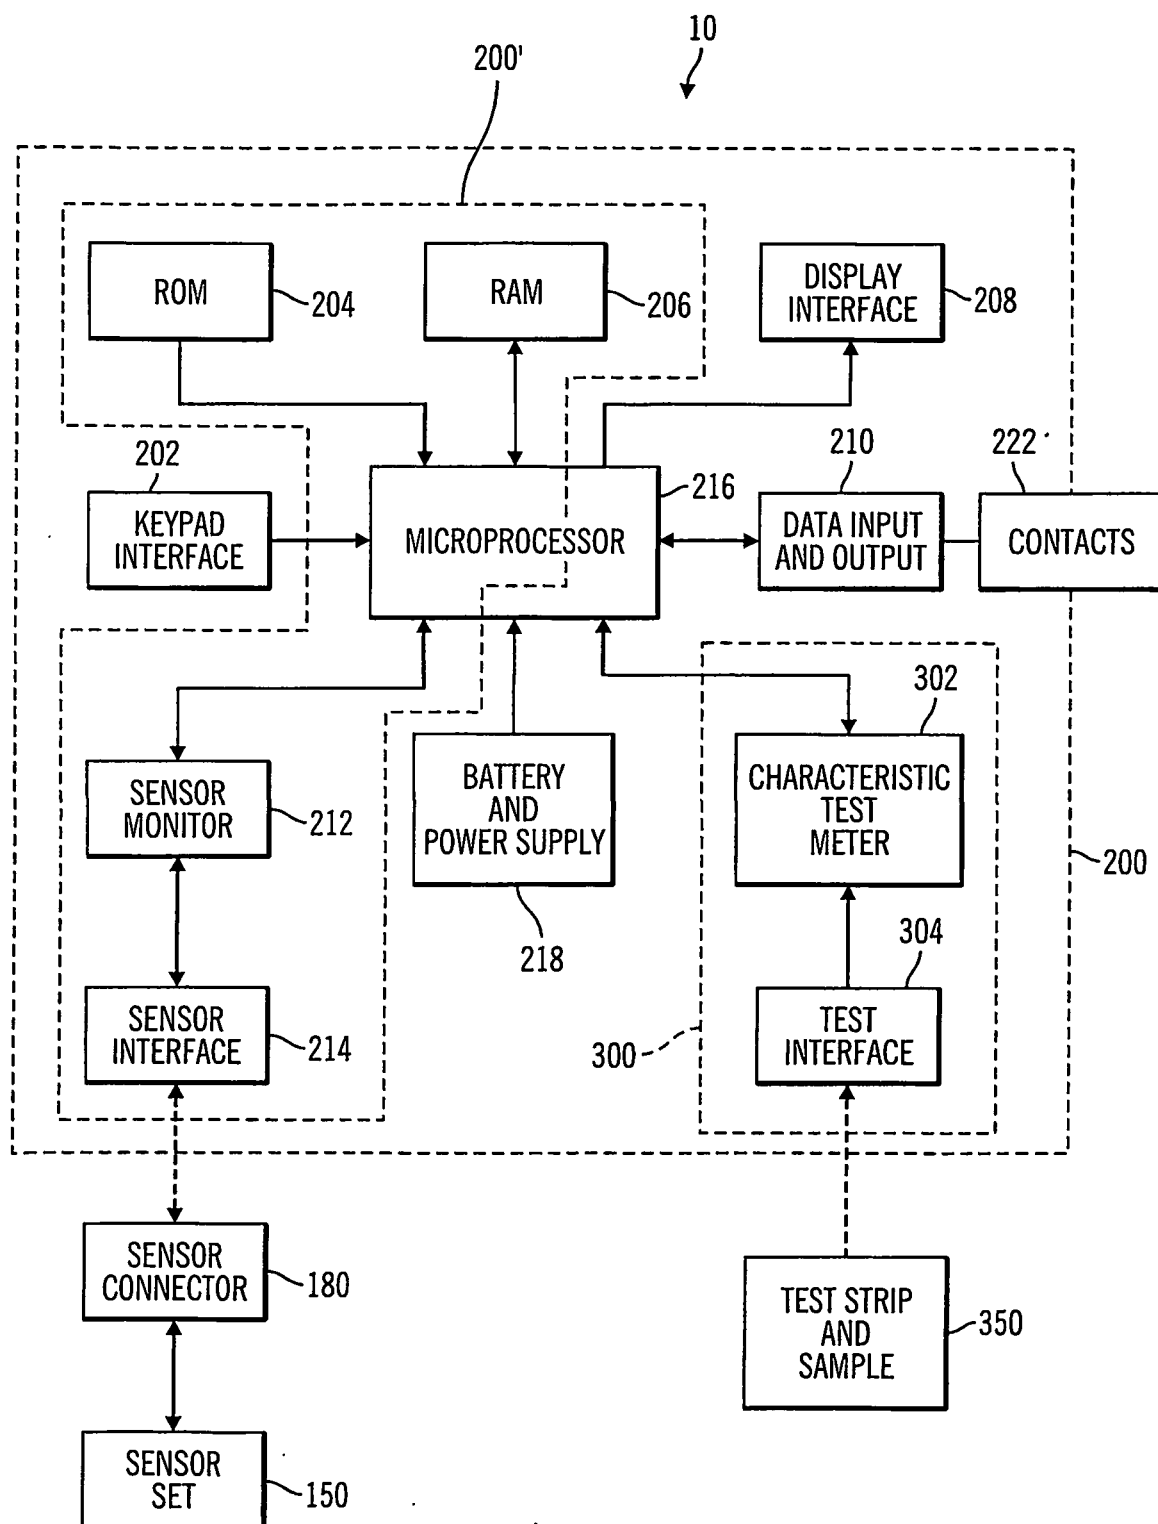 10
200'
ROM
204
RAM
206
DISPLAY
INTERFACE
208
202
KEYPAD
INTERFACE
MICROPROCESSOR
216
210
DATA INPUT
AND OUTPUT
222
CONTACTS
SENSOR
MONITOR
212
BATTERY
AND
POWER SUPPLY
218
302
CHARACTERISTIC
TEST
METER
200
SENSOR
INTERFACE
214
304
TEST
INTERFACE
300
SENSOR
CONNECTOR
180
TEST STRIP
AND
SAMPLE
350
SENSOR
SET
150